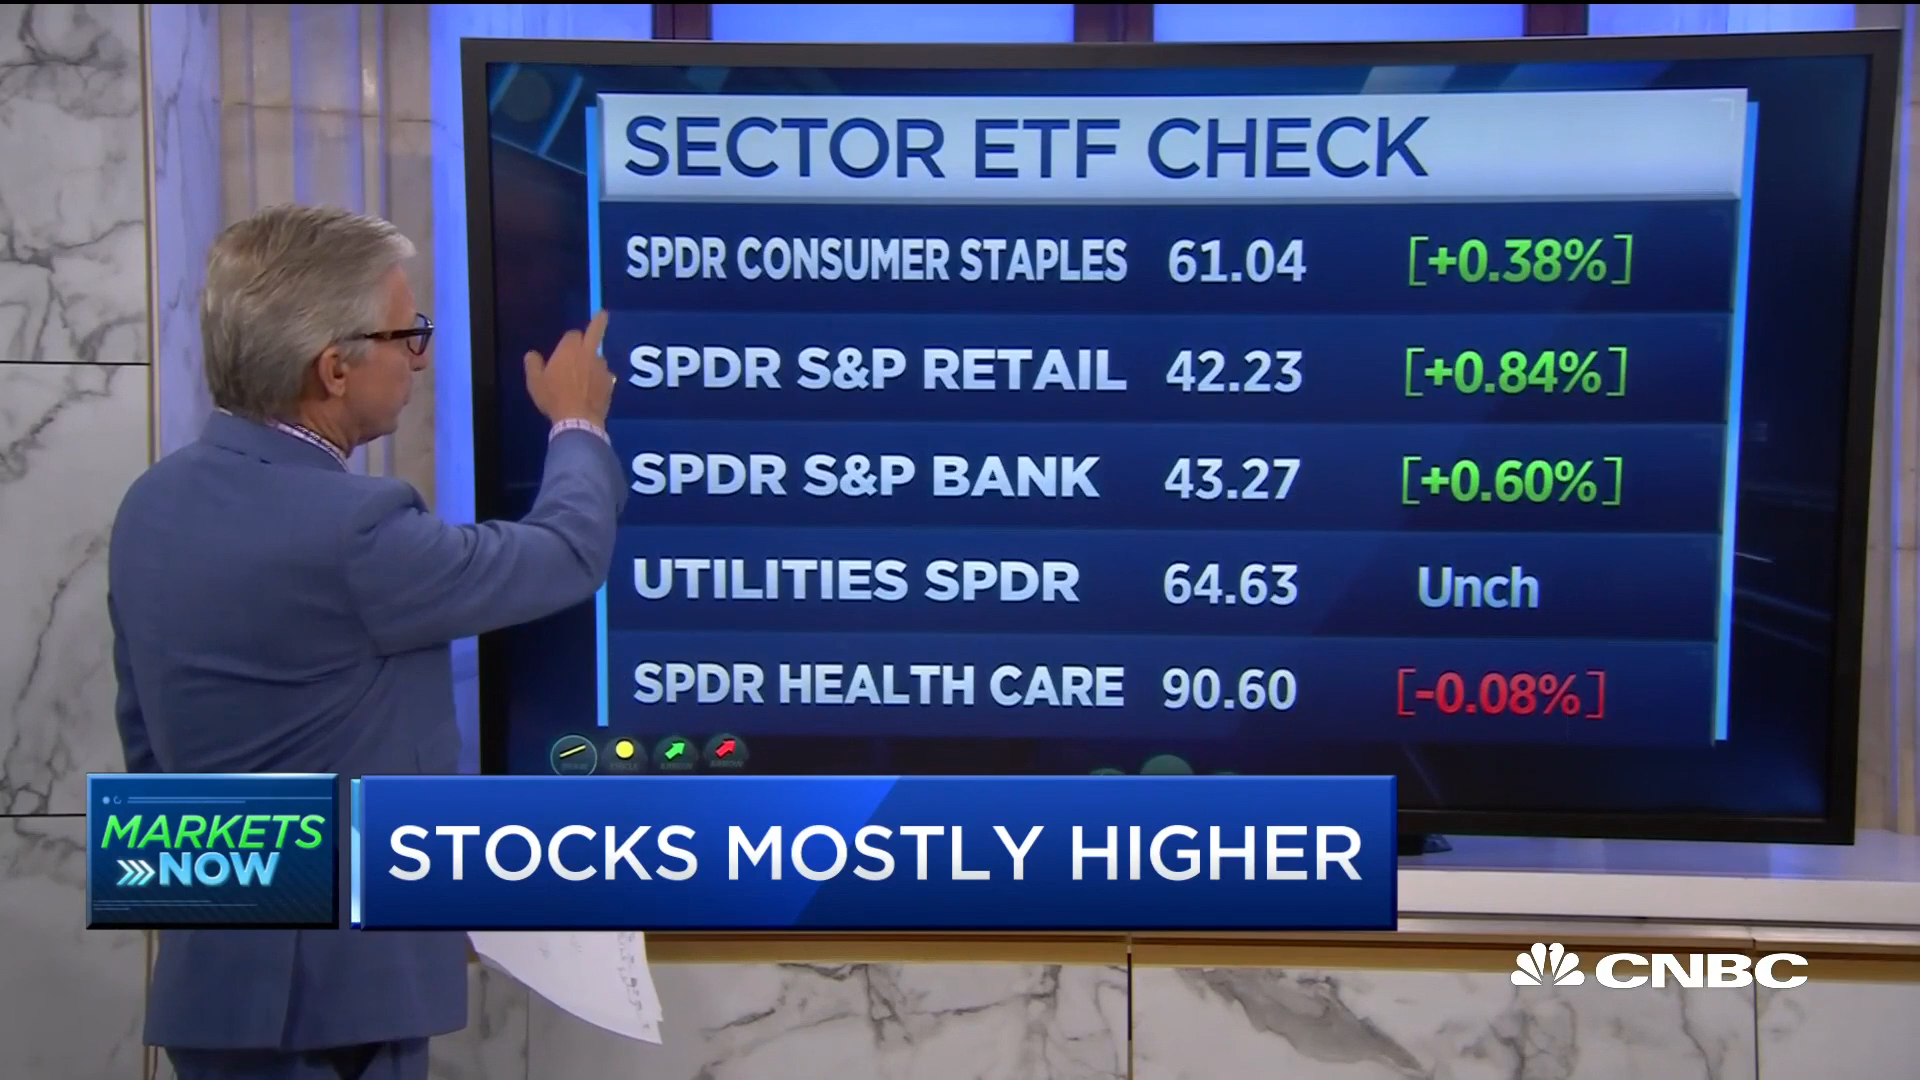 SECTOR ETF CHECK
SPDR CONSUMER STAPLES 61.04 [+0.38%]
SPDR S&P RETAIL 42.23 [+0.84%]
SPDR S&P BANK 43.27 [+0.60%]
UTILITIES SPDR 64.63 Unch
SPDR HEALTH CARE 90.60 [-0.08%]
MARKETS
NOW
STOCKS MOSTLY HIGHER
CNBC